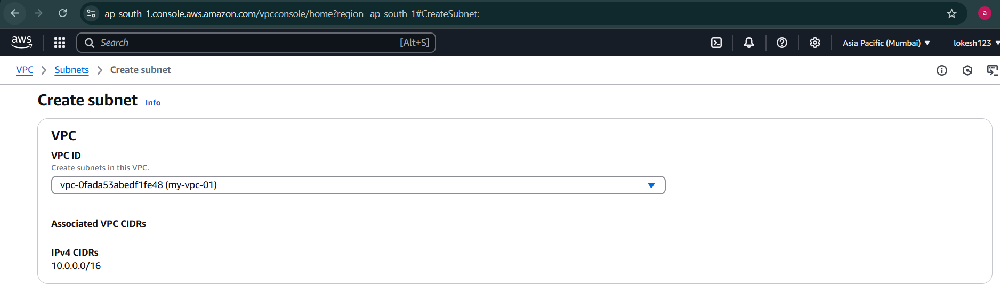 ap-south-1.console.aws.amazon.com/vpcconsole/home?region=ap-south-1#CreateSubnet:
a
aws
Search
[Alt+S]
Asia Pacific (Mumbai)
lokesh123
VPC > Subnets > Create subnet
Create subnet Info
VPC
VPC ID
Create subnets in this VPC.
vpc-0fada53abedf1fe48 (my-vpc-01)
Associated VPC CIDRs
IPv4 CIDRs
10.0.0.0/16